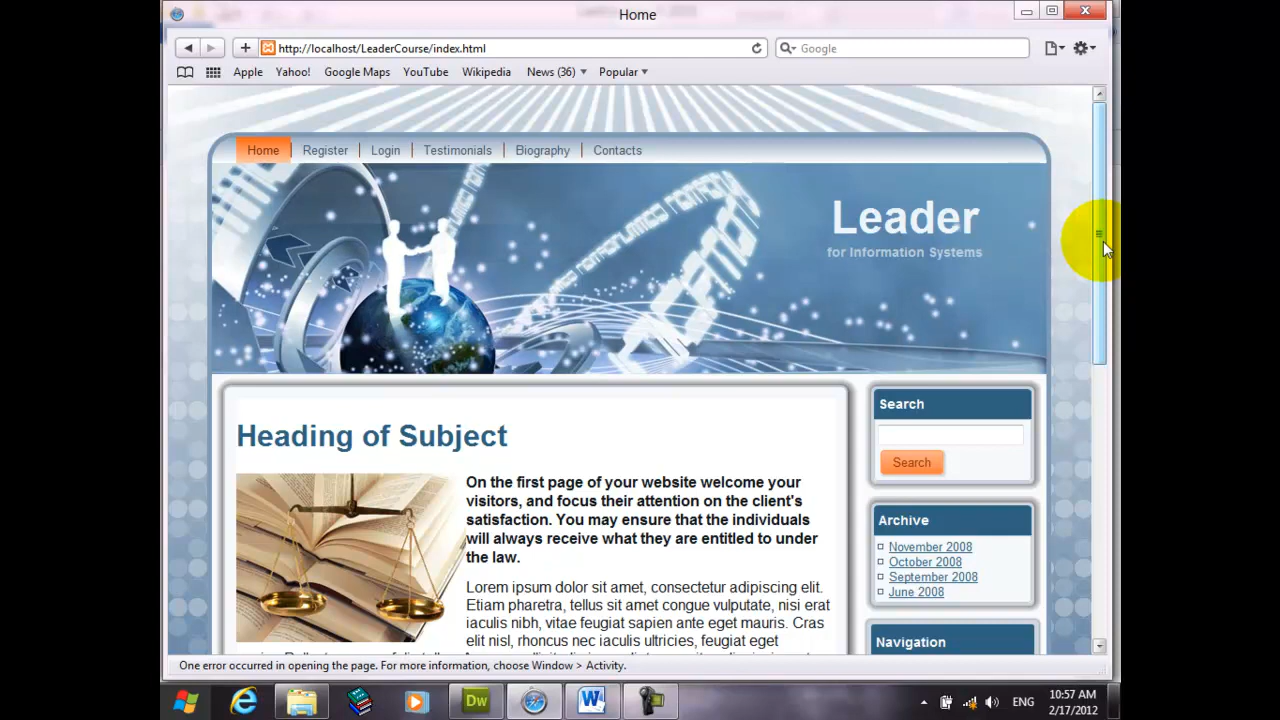 Home
http://localhost/LeaderCourse/index.html
Google
Apple Yahoo! Google Maps YouTube Wikipedia News (36) Popular
Home Register Login Testimonials Biography Contacts
Leader
for Information Systems
Heading of Subject
On the first page of your website welcome your
visitors, and focus their attention on the client's
satisfaction. You may ensure that the individuals
will always receive what they are entitled to under
the law.
Lorem ipsum dolor sit amet, consectetur adipiscing elit.
Etiam pharetra, tellus sit amet congue vulputate, nisi erat
iaculis nibh, vitae feugiat sapien ante eget mauris. Cras
elit nisl, rhoncus nec iaculis ultricies, feugiat eget
Search
Search
Archive
November 2008
October 2008
September 2008
June 2008
Navigation
One error occurred in opening the page. For more information, choose Window > Activity.
Dw
W
ENG
10:57 AM
2/17/2012